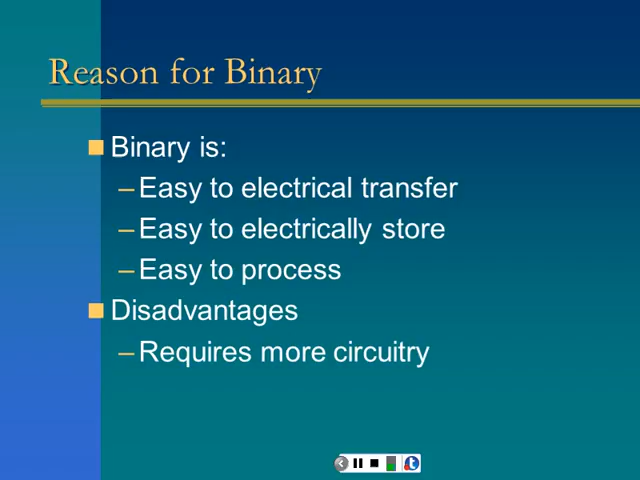 Reason for Binary
Binary is:
–Easy to electrical transfer
–Easy to electrically store
–Easy to process
Disadvantages
–Requires more circuitry